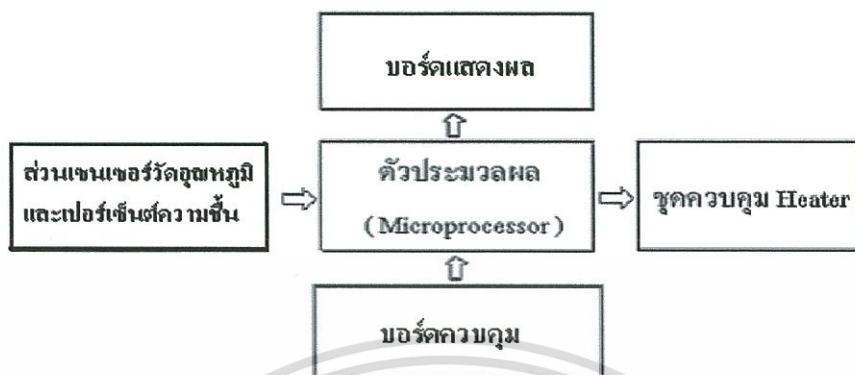 บอร์ดแสดงผล
ส่วนเซนเซอร์วัดอุณหภูมิ
และเปอร์เซ็นต์ความชื้น
ตัวประมวลผล
(Microprocessor)
ชุดควบคุม Heater
บอร์ดควบคุม